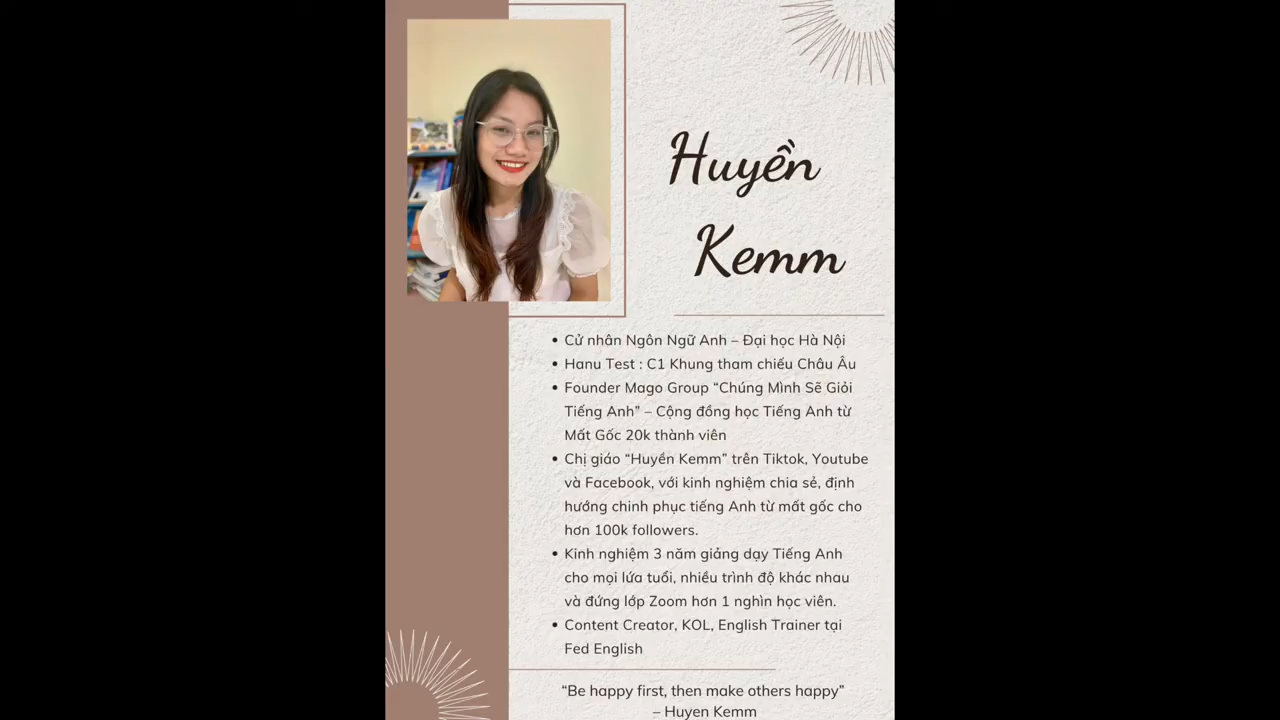 Huyền
Kemm
• Cử nhân Ngôn Ngữ Anh – Đại học Hà Nội
• Hanu Test : C1 Khung tham chiếu Châu Âu
• Founder Mago Group “Chúng Mình Sẽ Giỏi
Tiếng Anh” – Cộng đồng học Tiếng Anh từ
Mất Gốc 20k thành viên
• Chị giáo “Huyền Kemm” trên Tiktok, Youtube
và Facebook, với kinh nghiệm chia sẻ, định
hướng chinh phục tiếng Anh từ mất gốc cho
hơn 100k followers.
• Kinh nghiệm 3 năm giảng dạy Tiếng Anh
cho mọi lứa tuổi, nhiều trình độ khác nhau
và đứng lớp Zoom hơn 1 nghìn học viên.
• Content Creator, KOL, English Trainer tại
Fed English
“Be happy first, then make others happy”
– Huyen Kemm